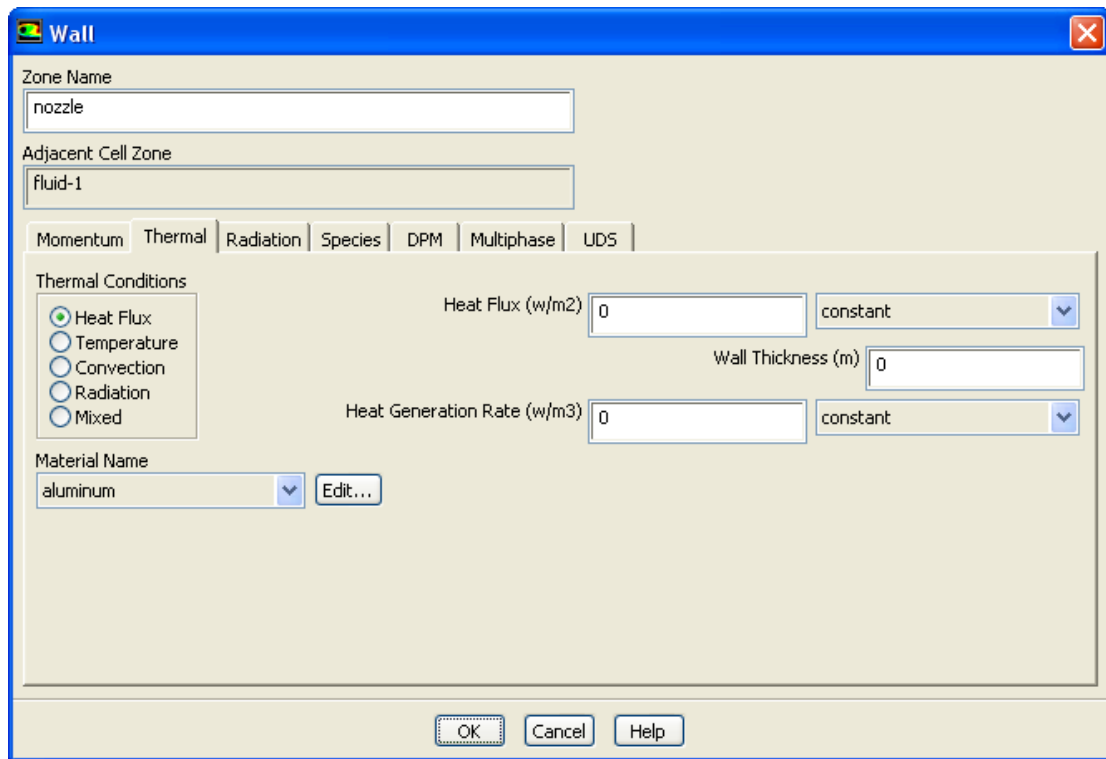 Wall
Zone Name
nozzle
Adjacent Cell Zone
fluid-1
Momentum Thermal Radiation Species DPM Multiphase UDS
Thermal Conditions
Heat Flux
Temperature
Convection
Radiation
Mixed
Heat Flux (w/m2) 0 constant
Wall Thickness (m) 0
Heat Generation Rate (w/m3) 0 constant
Material Name
aluminum Edit...
OK Cancel Help